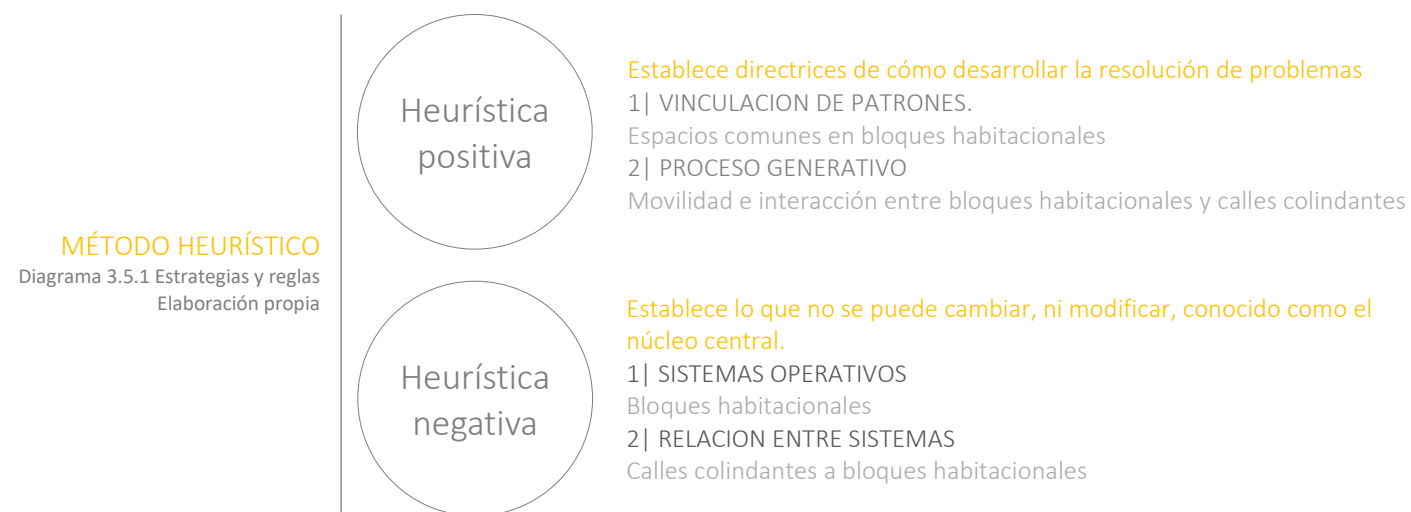 MÉTODO HEURÍSTICO
Diagrama 3.5.1 Estrategias y reglas
Elaboración propia
Heurística
positiva
Establece directrices de cómo desarrollar la resolución de problemas
1| VINCULACION DE PATRONES.
Espacios comunes en bloques habitacionales
2| PROCESO GENERATIVO
Movilidad e interacción entre bloques habitacionales y calles colindantes
Heurística
negativa
Establece lo que no se puede cambiar, ni modificar, conocido como el
núcleo central.
1| SISTEMAS OPERATIVOS
Bloques habitacionales
2| RELACION ENTRE SISTEMAS
Calles colindantes a bloques habitacionales